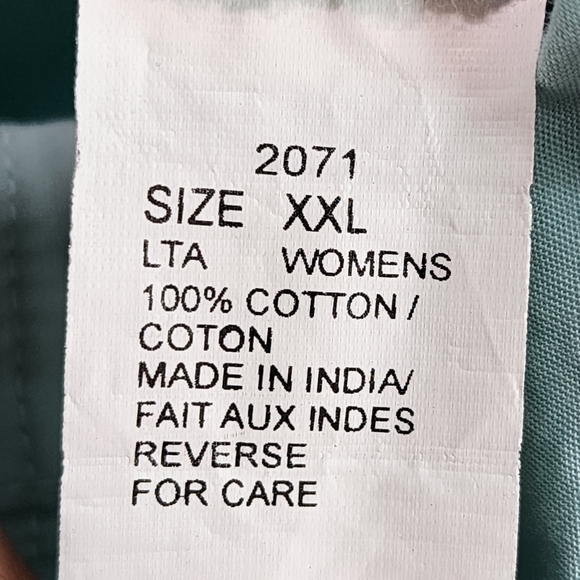 2071
SIZE XXL
LTA WOMENS
100% COTTON /
COTON
MADE IN INDIA/
FAIT AUX INDES
REVERSE
FOR CARE